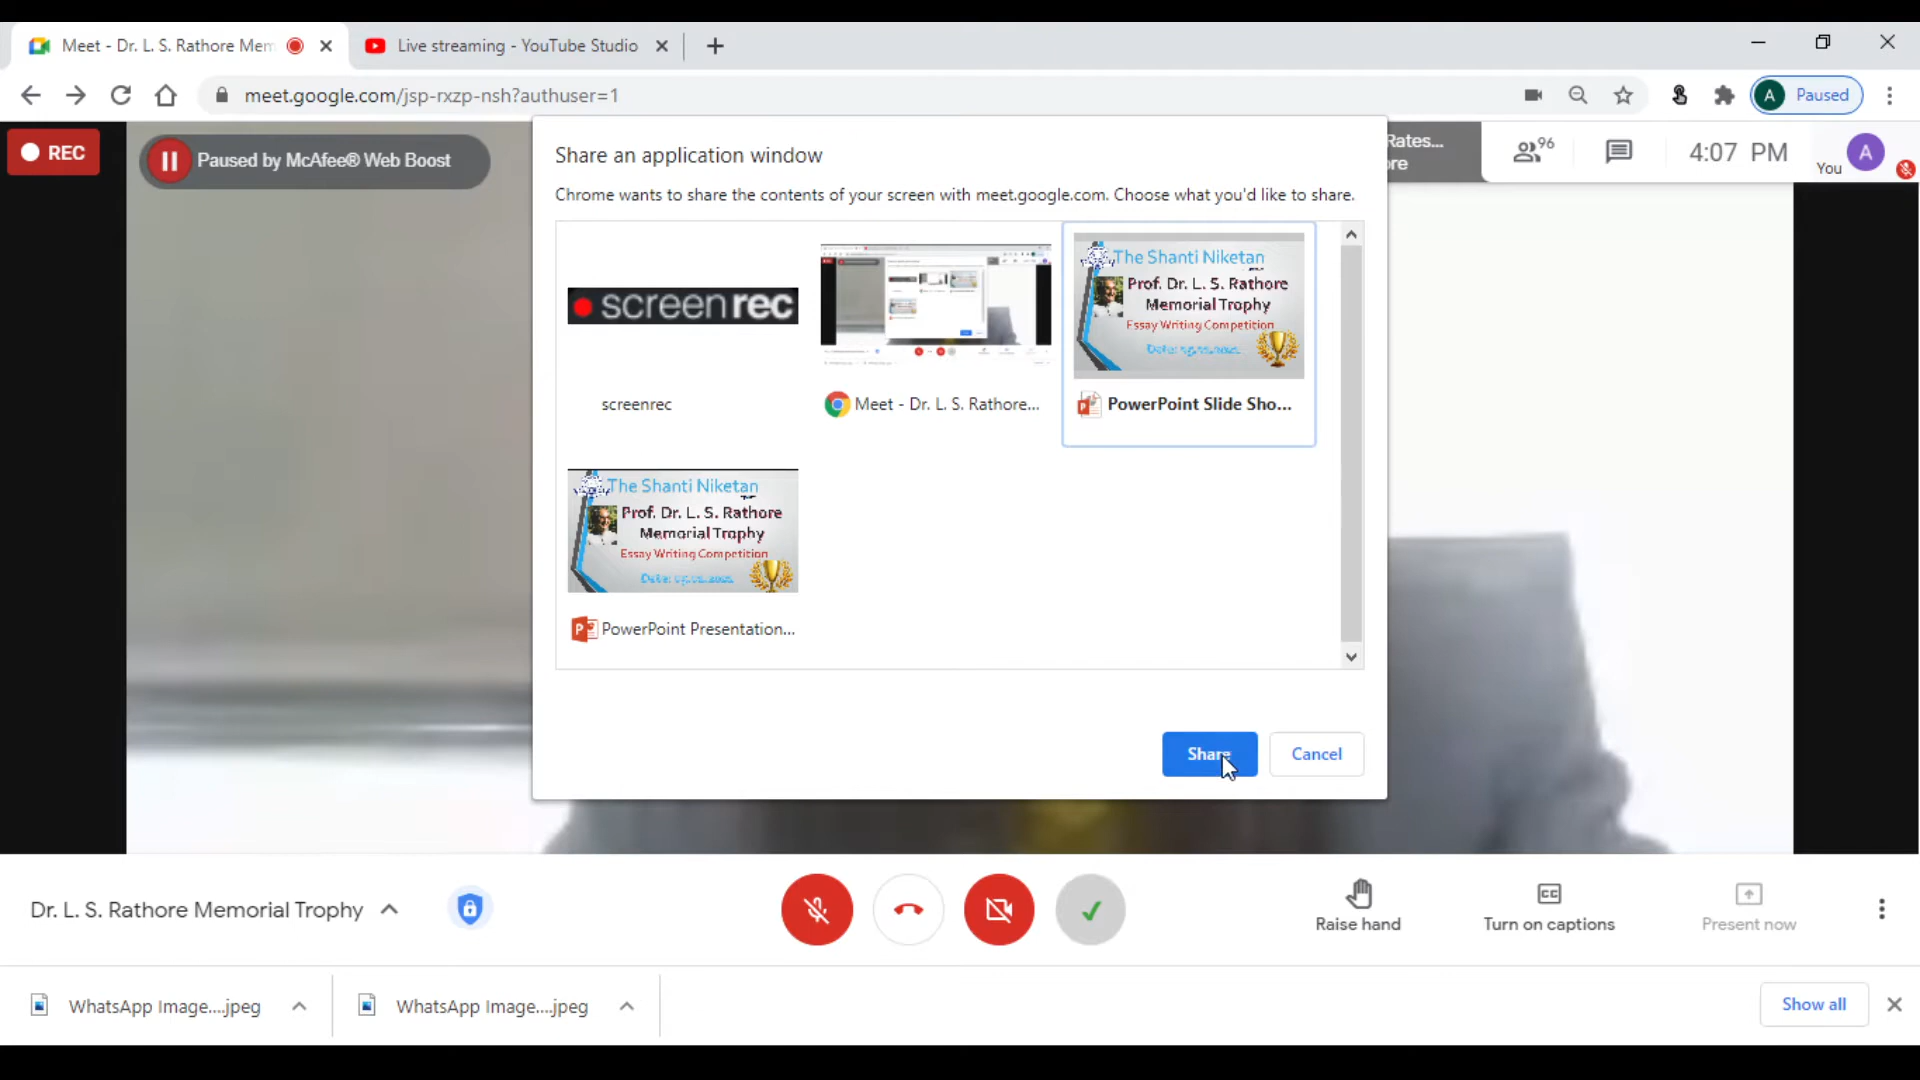 Meet - Dr. L. S. Rathore Mem
Live streaming - YouTube Studio
meet.google.com/jsp-rxzp-nsh?authuser=1
A
Paused
REC
Paused by McAfee® Web Boost
Rates...
ore
96
4:07 PM
You
A
Share an application window
Chrome wants to share the contents of your screen with meet.google.com. Choose what you'd like to share.
screenrec
screenrec
Meet - Dr. L. S. Rathore...
The Shanti Niketan
Prof. Dr. L. S. Rathore
Memorial Trophy
Essay Writing Competition
PowerPoint Slide Sho...
The Shanti Niketan
Prof. Dr. L. S. Rathore
Memorial Trophy
Essay Writing Competition
PowerPoint Presentation...
Share
Cancel
Dr. L. S. Rathore Memorial Trophy
Raise hand
CC
Turn on captions
Present now
WhatsApp Image....jpeg
WhatsApp Image....jpeg
Show all